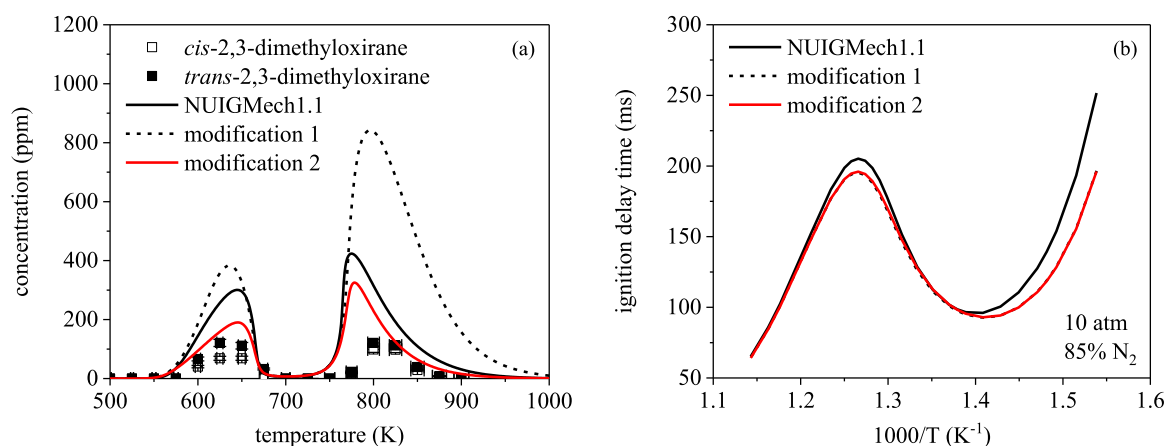 1200
1000
800
600
400
200
0
concentration (ppm)
(a)
cis-2,3-dimethyloxirane
trans-2,3-dimethyloxirane
NUIGMech1.1
modification 1
modification 2
500 600 700 800 900 1000
temperature (K)
300
250
200
150
100
50
ignition delay time (ms)
(b)
NUIGMech1.1
modification 1
modification 2
10 atm
85% N₂
1.1 1.2 1.3 1.4 1.5 1.6
1000/T (K⁻¹)